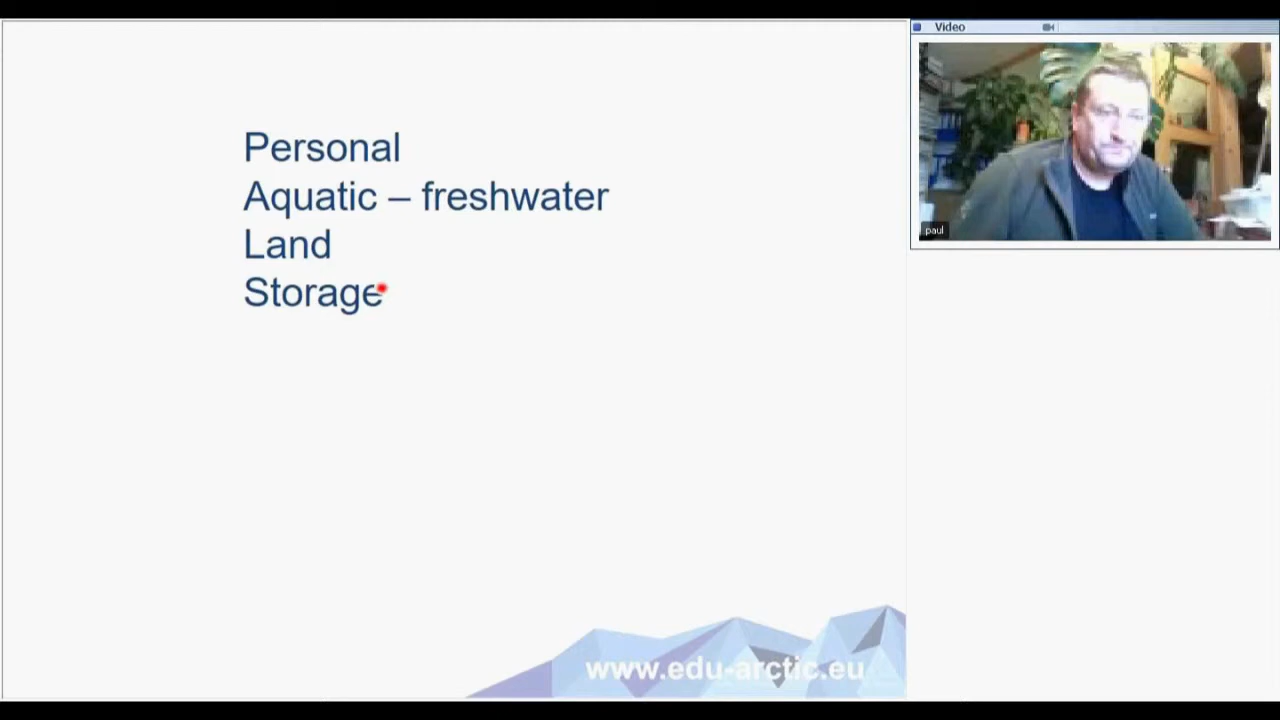 Video
Personal
Aquatic – freshwater
Land
Storage
paul
www.edu-arctic.eu